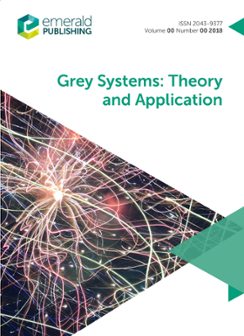 emerald
PUBLISHING
ISSN 2043-9377
Volume 00 Number 00 2018
Grey Systems: Theory
and Application